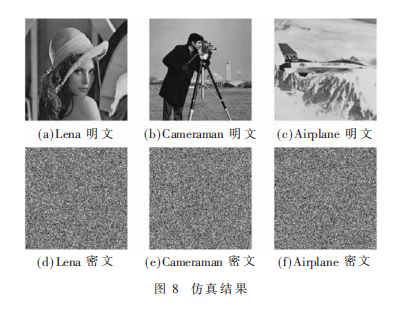 (a)Lena 明文 (b)Cameraman 明文 (c)Airplane 明文
(d)Lena 密文 (e)Cameraman 密文 (f)Airplane 密文
图 8 仿真结果